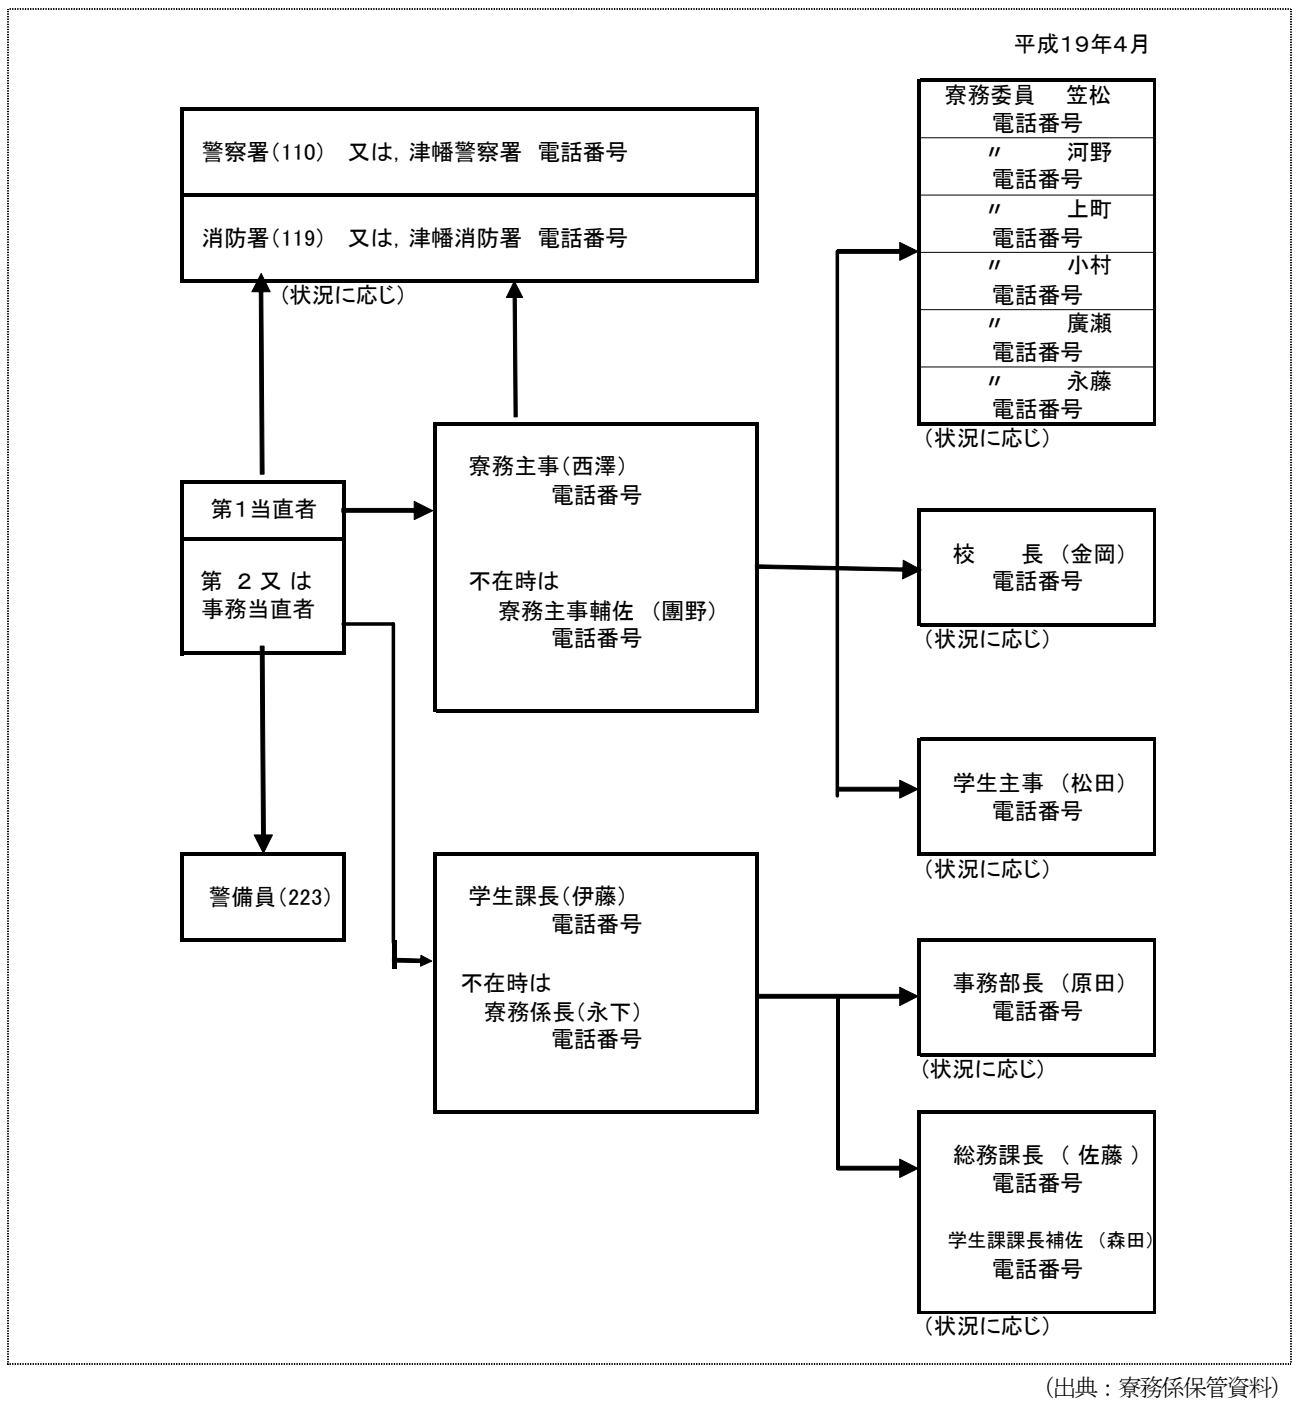 平成19年4月
寮務委員　笠松
電話番号
〃　河野
電話番号
〃　上町
電話番号
〃　小村
電話番号
〃　廣瀬
電話番号
〃　永藤
電話番号
（状況に応じ）
警察署（110）　又は，津幡警察署　電話番号
消防署（119）　又は，津幡消防署　電話番号
（状況に応じ）
第1当直者
第 2 又 は
事務当直者
寮務主事（西澤）
電話番号
不在時は
寮務主事輔佐 （團野）
電話番号
校　長 （金岡）
電話番号
（状況に応じ）
学生主事 （松田）
電話番号
（状況に応じ）
警備員（223）
学生課長（伊藤）
電話番号
不在時は
寮務係長（永下）
電話番号
事務部長 （原田）
電話番号
（状況に応じ）
総務課長 （ 佐藤 ）
電話番号
学生課課長補佐 （森田）
電話番号
（状況に応じ）
（出典：寮務係保管資料）